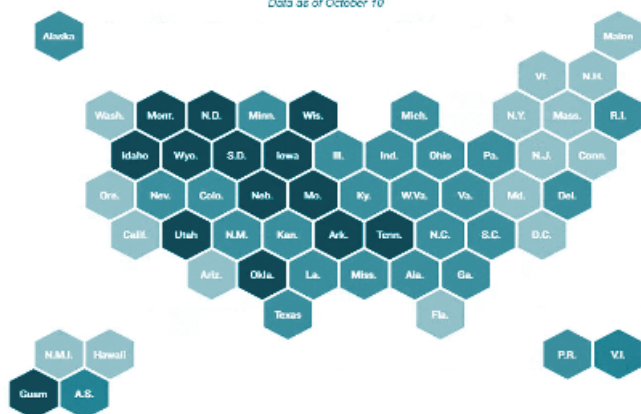 Data as of October 10
Alaska
Maine
Vt. N.H.
Wash. Mont. N.D. Minn. Wis. Mich. N.Y. Mass. R.I.
Idaho Wyo. S.D. Iowa Ill. Ind. Ohio Pa. N.J. Conn.
Ore. Nev. Colo. Neb. Mo. Ky. W.Va. Va. Md. Del.
Calif. Utah N.M. Kan. Ark. Tenn. N.C. S.C. D.C.
Ariz. Okla. La. Miss. Ala. Ga.
Texas Fla.
N.M.I. Hawaii P.R. V.I.
Guam A.S.